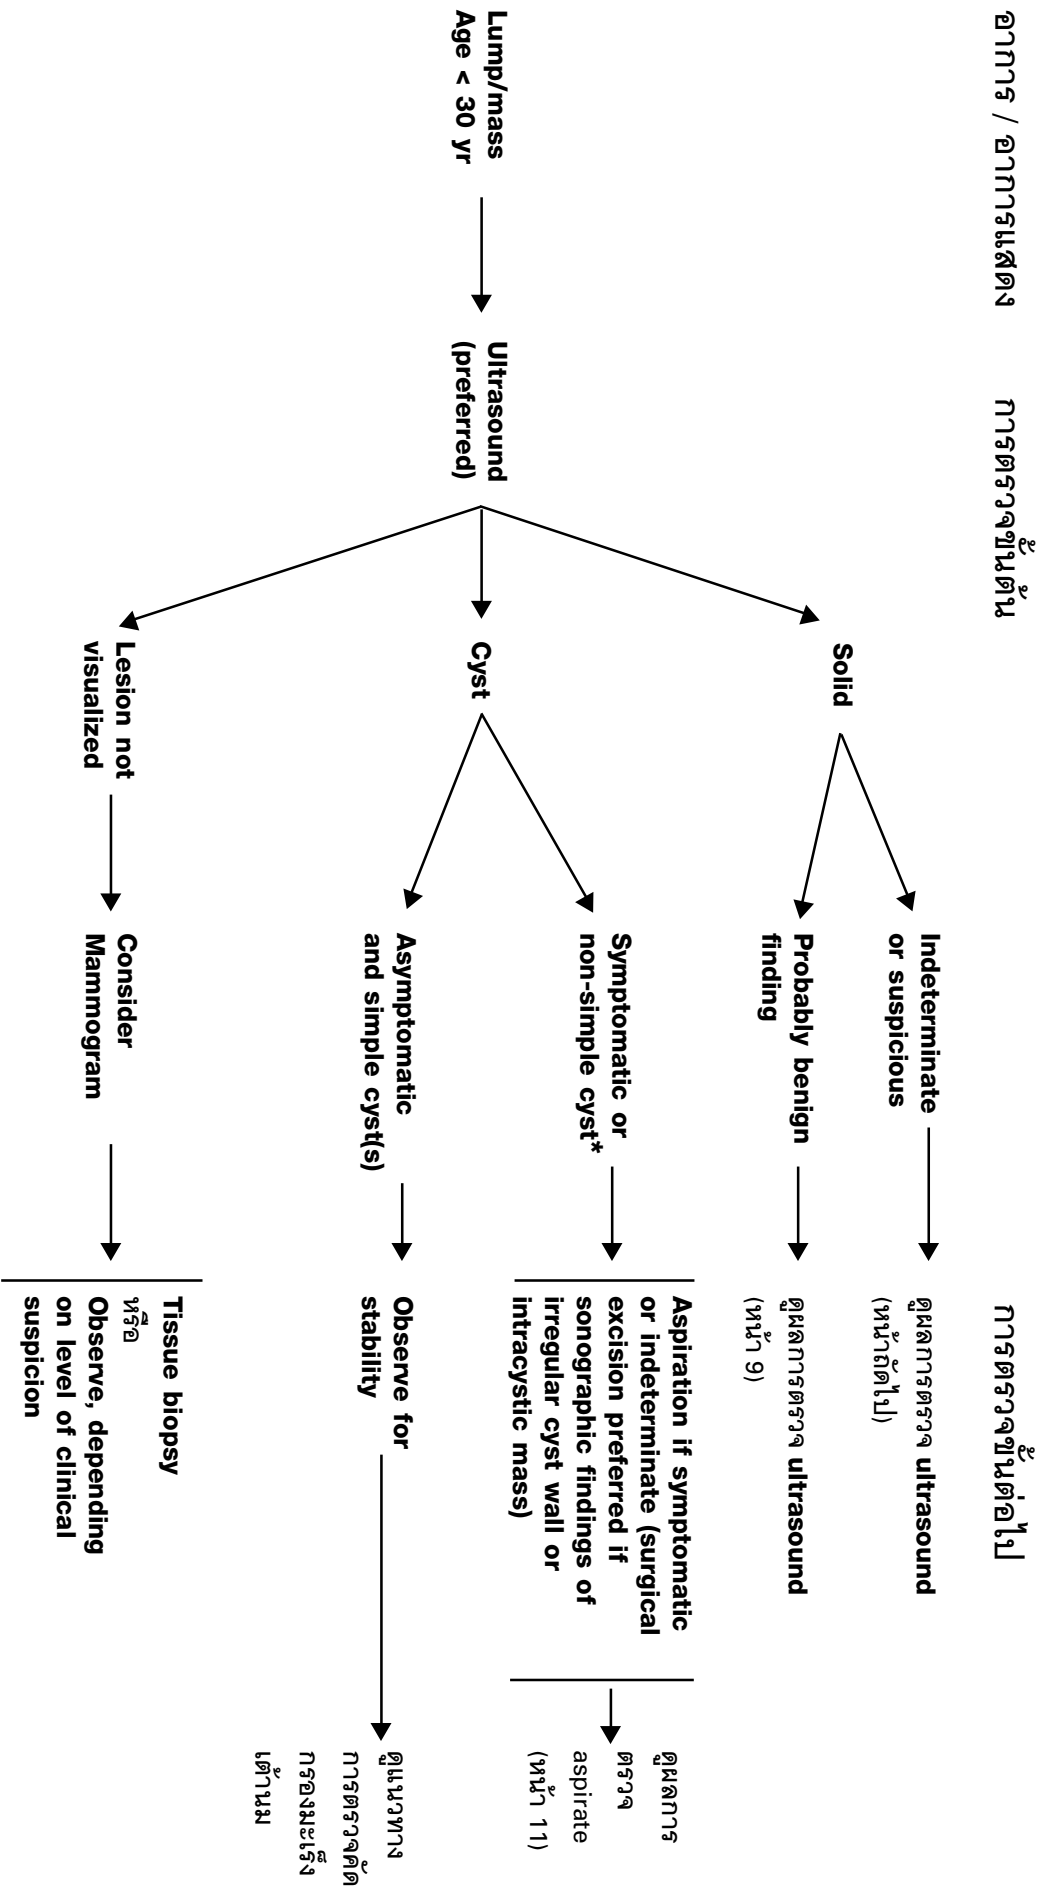 อาการ / อาการแสดง
การตรวจขั้นต้น
การตรวจขั้นต่อไป
Lump/mass
Age < 30 yr
Ultrasound
(preferred)
Solid
Indeterminate
or suspicious
ดูผลการตรวจ ultrasound
(หน้าถัดไป)
Probably benign
finding
ดูผลการตรวจ ultrasound
(หน้า 9)
Cyst
Symptomatic or
non-simple cyst*
Aspiration if symptomatic
or indeterminate (surgical
excision preferred if
sonographic findings of
irregular cyst wall or
intracystic mass)
ดูผลการ
ตรวจ
aspirate
(หน้า 11)
Asymptomatic
and simple cyst(s)
Observe for
stability
ดูแนวทาง
การตรวจคัด
กรองมะเร็ง
เต้านม
Lesion not
visualized
Consider
Mammogram
Tissue biopsy
หรือ
Observe, depending
on level of clinical
suspicion